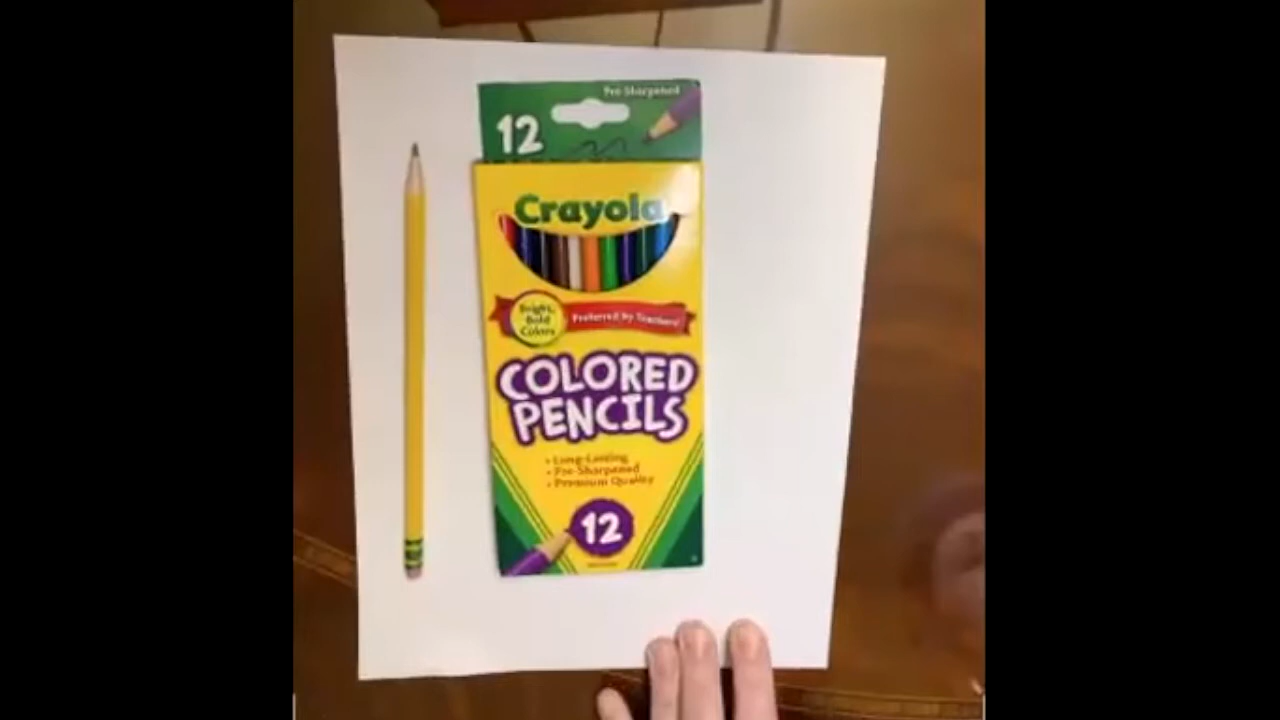 Pre-Sharpened
12
Crayola
Bright,
Bold
Colors
Preferred by Teachers!
COLORED
PENCILS
• Long-Lasting
• Pre-Sharpened
• Premium Quality
12